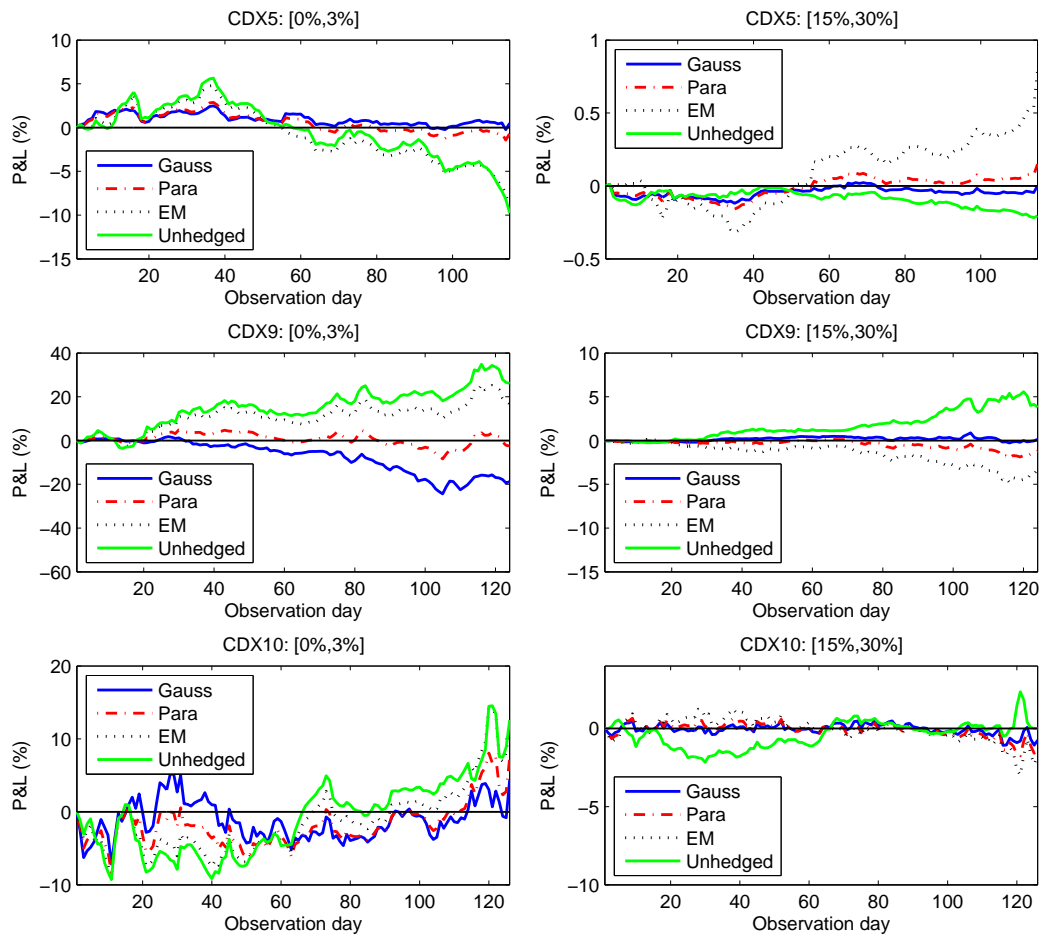 CDX5: [0%,3%]
10
5
0
−5
−10
−15
P&L (%)
Gauss
Para
EM
Unhedged
20 40 60 80 100
Observation day
CDX5: [15%,30%]
1
0.5
0
−0.5
P&L (%)
Gauss
Para
EM
Unhedged
20 40 60 80 100
Observation day
CDX9: [0%,3%]
40
20
0
−20
−40
−60
P&L (%)
Gauss
Para
EM
Unhedged
20 40 60 80 100 120
Observation day
CDX9: [15%,30%]
10
5
0
−5
−10
−15
P&L (%)
Gauss
Para
EM
Unhedged
20 40 60 80 100 120
Observation day
CDX10: [0%,3%]
20
10
0
−10
P&L (%)
Gauss
Para
EM
Unhedged
20 40 60 80 100 120
Observation day
CDX10: [15%,30%]
0
−5
−10
P&L (%)
Gauss
Para
EM
Unhedged
20 40 60 80 100 120
Observation day